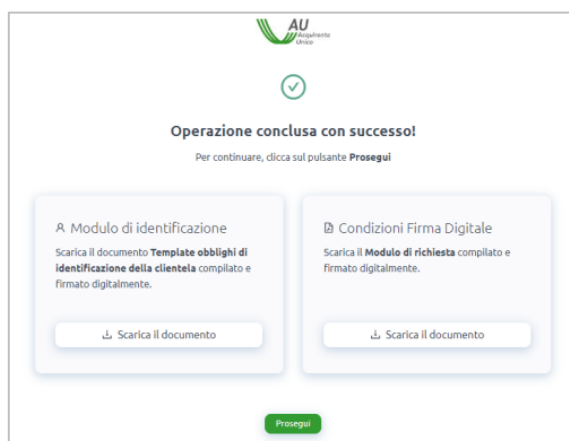 AU
Acquirente
Unico
Operazione conclusa con successo!
Per continuare, clicca sul pulsante Prosegui
Modulo di identificazione
Scarica il documento Template obblighi di
identificazione della clientela compilato e
firmato digitalmente.
Scarica il documento
Condizioni Firma Digitale
Scarica il Modulo di richiesta compilato e
firmato digitalmente.
Scarica il documento
Prosegui